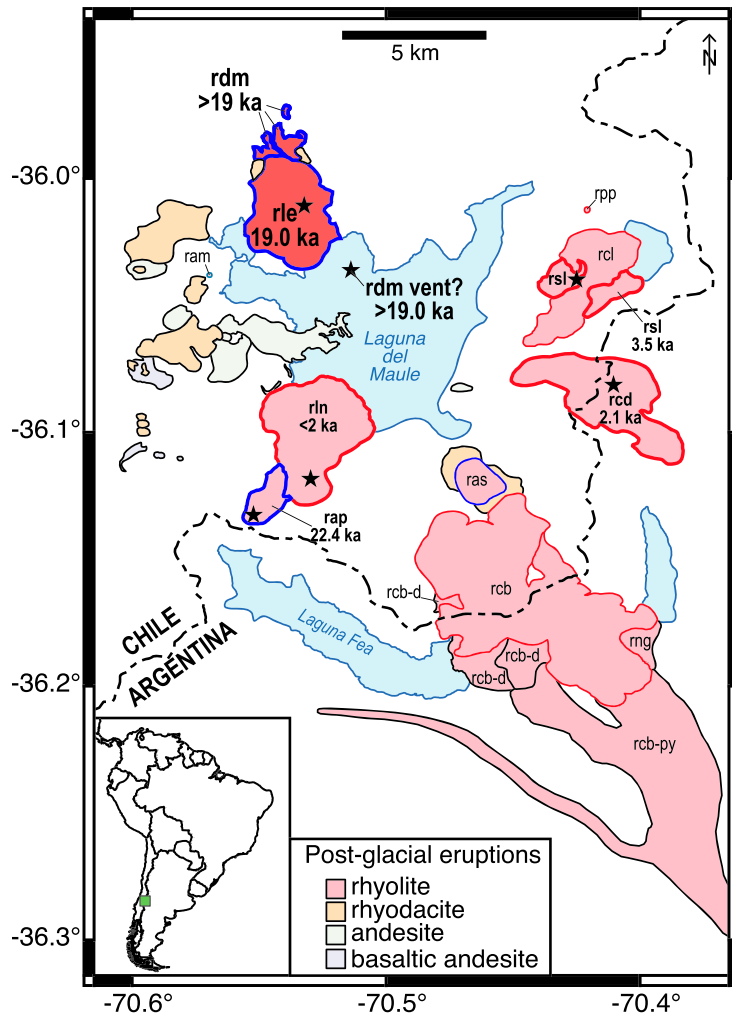 5 km
N
rdm
>19 ka
-36.0°
rpp
rle
19.0 ka
rcl
ram
rsl
rdm vent?
>19.0 ka
rsl
3.5 ka
Laguna
del
Maule
rcd
2.1 ka
rln
<2 ka
-36.1°
ras
rap
22.4 ka
rcb-d
rcb
CHILE
ARGENTINA
Laguna Fea
rng
rcb-d
rcb-d
-36.2°
rcb-py
Post-glacial eruptions
rhyolite
rhyodacite
andesite
basaltic andesite
-36.3°
-70.6°
-70.5°
-70.4°